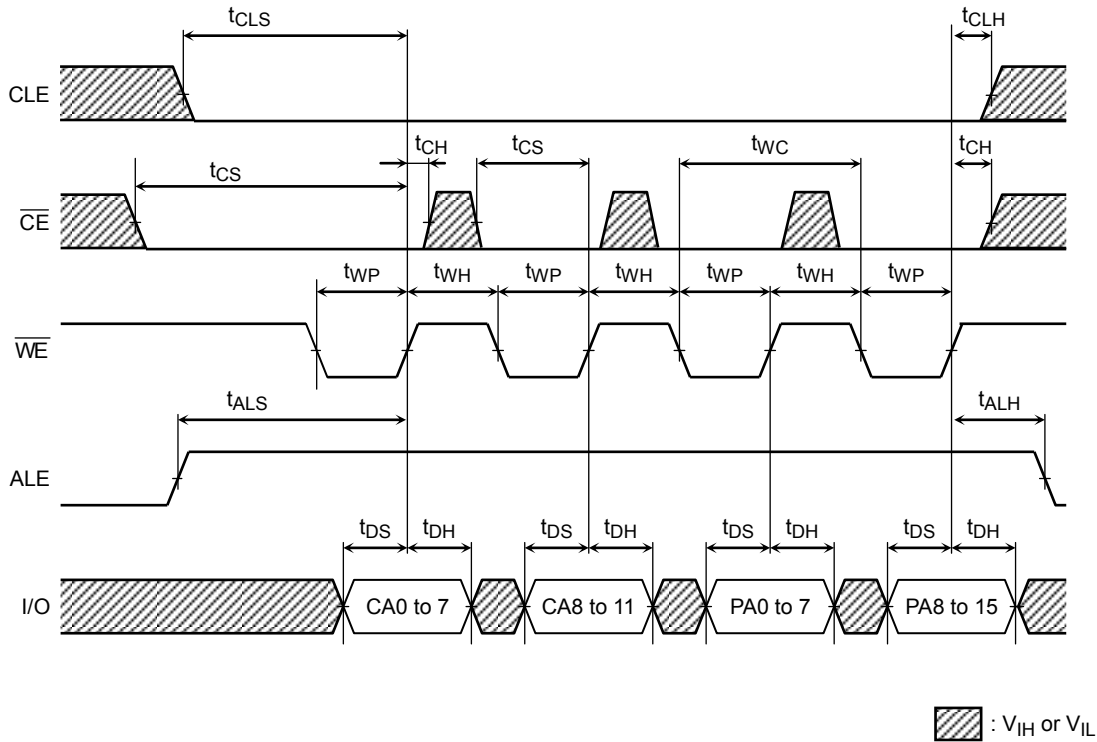 tCLS tCLH
CLE
tCH tCS tWC tCH
tCS
CE
tWP tWH tWP tWH tWP tWH tWP
WE
tALS tALH
ALE
tDS tDH tDS tDH tDS tDH tDS tDH
I/O CA0 to 7 CA8 to 11 PA0 to 7 PA8 to 15
: VIH or VIL